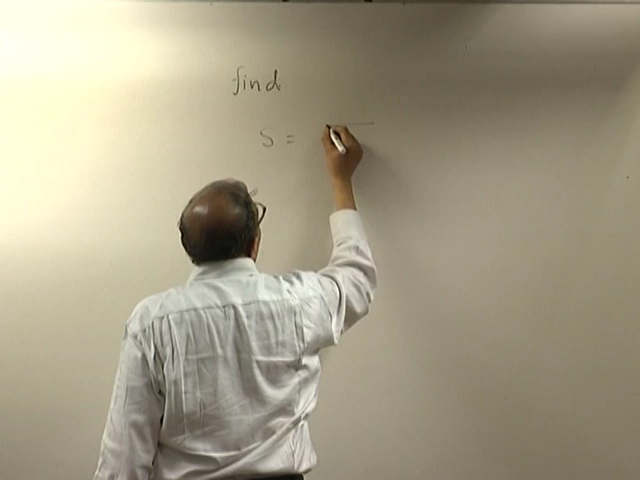 find
S =